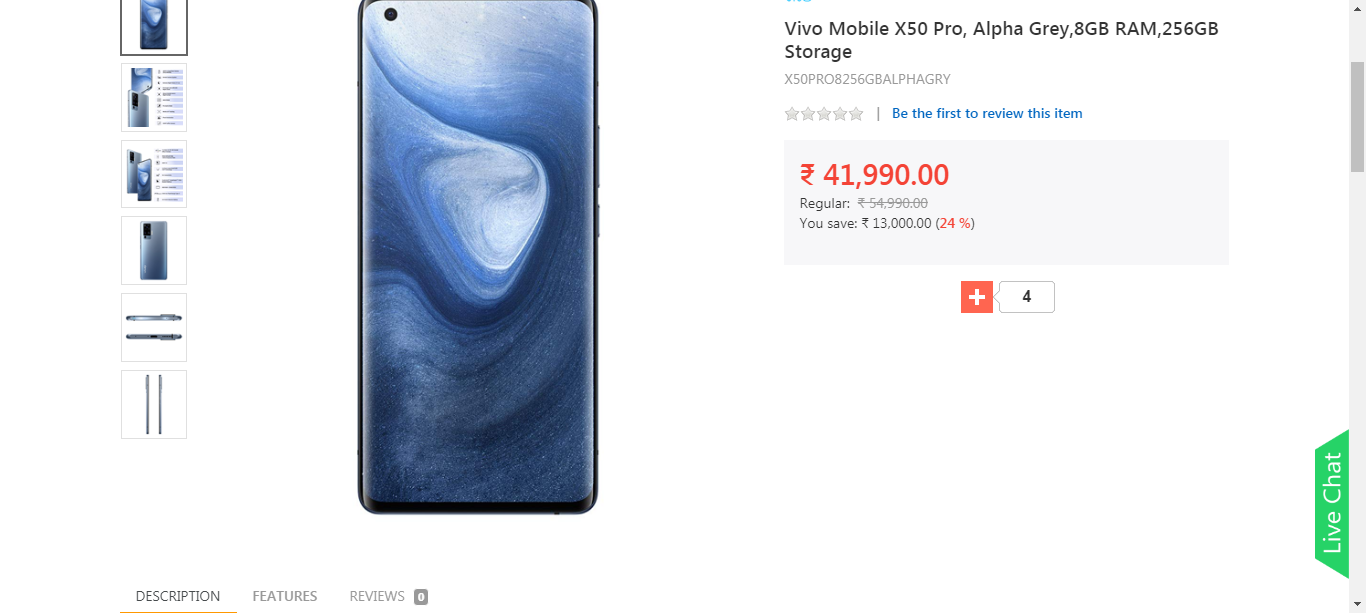 Vivo Mobile X50 Pro, Alpha Grey,8GB RAM,256GB
Storage
X50PRO8256GBALPHAGRY
| Be the first to review this item
₹ 41,990.00
Regular: ₹ 54,990.00
You save: ₹ 13,000.00 (24 %)
4
Live Chat
DESCRIPTION FEATURES REVIEWS 0